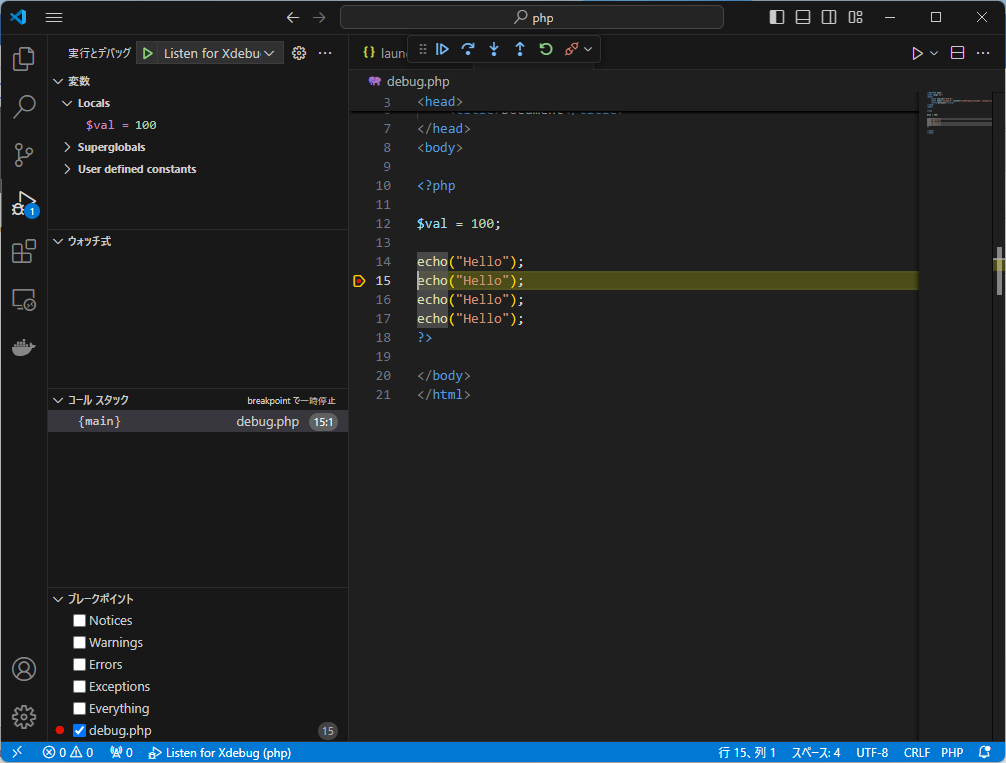 php
実行とデバッグ Listen for Xdebu
変数
Locals
$val = 100
Superglobals
User defined constants
ウォッチ式
コール スタック breakpoint で一時停止
{main} debug.php 15:1
ブレークポイント
Notices
Warnings
Errors
Exceptions
Everything
debug.php 15
{} laun
debug.php
3 <head>
7 </head>
8 <body>
9
10 <?php
11
12 $val = 100;
13
14 echo("Hello");
15 echo("Hello");
16 echo("Hello");
17 echo("Hello");
18 ?>
19
20 </body>
21 </html>
1
0 0 0 Listen for Xdebug (php) 行 15、列 1 スペース: 4 UTF-8 CRLF PHP